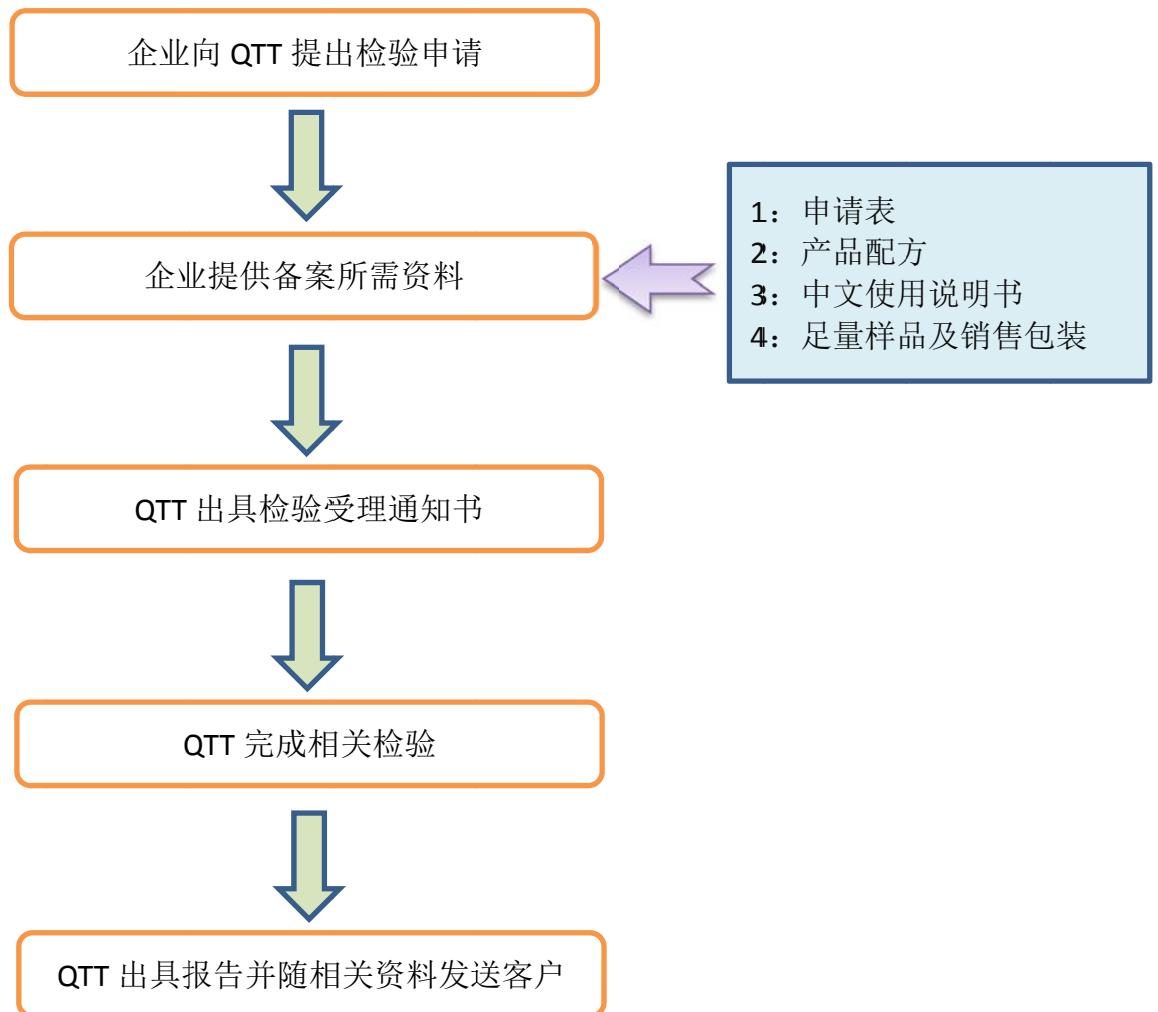 企业向 QTT 提出检验申请
企业提供备案所需资料
1：申请表
2：产品配方
3：中文使用说明书
4：足量样品及销售包装
QTT 出具检验受理通知书
QTT 完成相关检验
QTT 出具报告并随相关资料发送客户